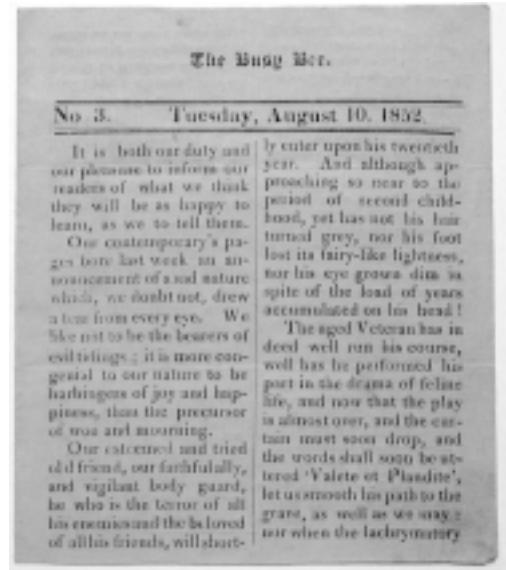 The Busy Bee.
No 3. Tuesday, August 10. 1852.
It is both our duty and
our pleasure to inform our
readers of what we think
they will be as happy to
learn, as we to tell them.
Our contemporary's pa-
ges bore last week an an-
nouncement of a sad nature
which, we doubt not, drew
a tear from every eye. We
like not to be the bearers of
evil tidings; it is more con-
genial to our nature to be
harbingers of joy and hap-
piness, than the precursor
of woe and mourning.
Our esteemed and tried
old friend, our faithful ally,
and vigilant body guard,
he who is the terror of all
his enemies and the beloved
of all his friends, will short-
ly enter upon his twentieth
year. And although ap-
proaching so near to the
period of second child-
hood, yet has not his hair
turned grey, nor his foot
lost its fairy-like lightness,
nor his eye grown dim in
spite of the load of years
accumulated on his head!
The aged Veteran has in
deed well run his course,
well has he performed his
part in the drama of feline
life, and now that the play
is almost over, and the cur-
tain must soon drop, and
the words shall soon be ut-
tered 'Valete et Plaudite',
let us smooth his path to the
grave, as well as we may;
nor when the lachrymatory